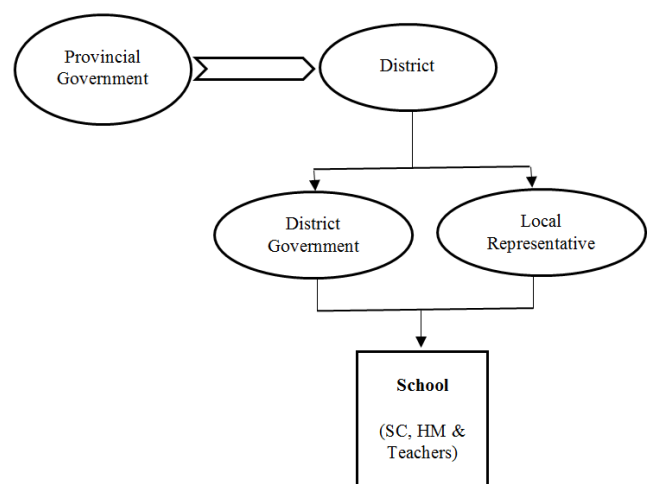 Provincial
Government
District
District
Government
Local
Representative
School
(SC, HM &
Teachers)